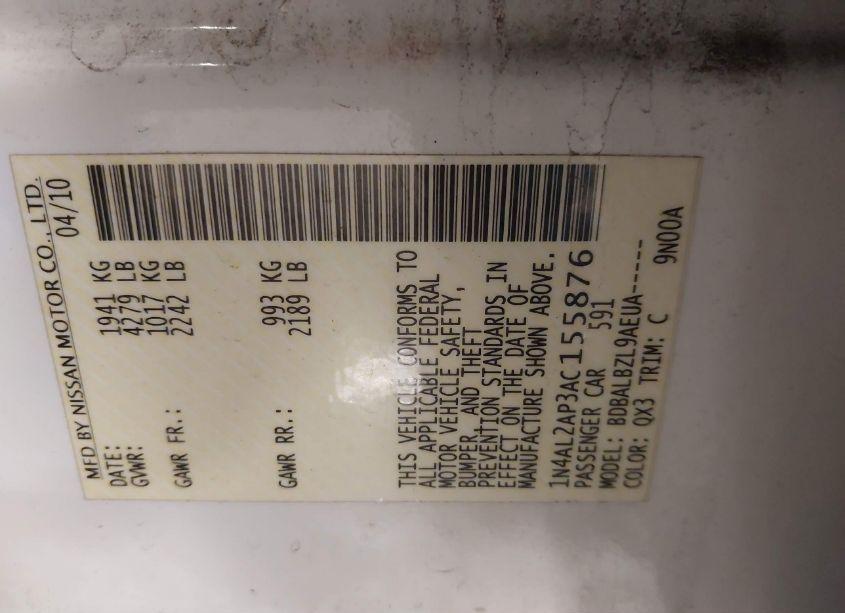 MFD BY NISSAN MOTOR CO., LTD.
DATE: 04/10
GVWR: 1941 KG
4279 LB
GAWR FR.: 1017 KG
2242 LB
GAWR RR.: 993 KG
2189 LB
THIS VEHICLE CONFORMS TO
ALL APPLICABLE FEDERAL
MOTOR VEHICLE SAFETY,
BUMPER, AND THEFT
PREVENTION STANDARDS IN
EFFECT ON THE DATE OF
MANUFACTURE SHOWN ABOVE.
1N4AL2AP3AC155876
PASSENGER CAR 591
MODEL: BDBALBZL9AEUA-----
COLOR: QX3 TRIM: C 9N00A